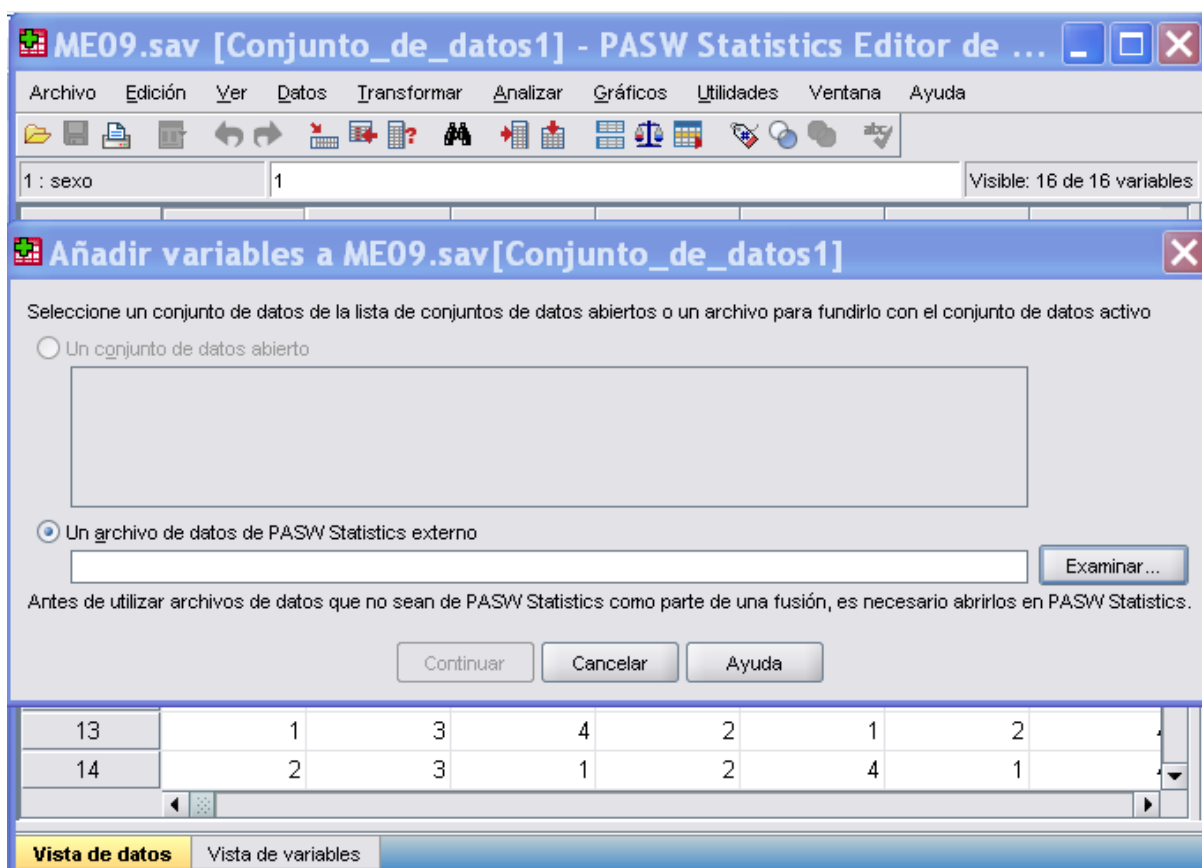 ME09.sav [Conjunto_de_datos1] - PASW Statistics Editor de ...
Archivo Edición Ver Datos Transformar Analizar Gráficos Utilidades Ventana Ayuda
1 : sexo 1 Visible: 16 de 16 variables
Añadir variables a ME09.sav[Conjunto_de_datos1]
Seleccione un conjunto de datos de la lista de conjuntos de datos abiertos o un archivo para fundirlo con el conjunto de datos activo
Un conjunto de datos abierto
Un archivo de datos de PASW Statistics externo
Examinar...
Antes de utilizar archivos de datos que no sean de PASW Statistics como parte de una fusión, es necesario abrirlos en PASW Statistics.
Continuar Cancelar Ayuda
13 1 3 4 2 1 2
14 2 3 1 2 4 1
Vista de datos Vista de variables